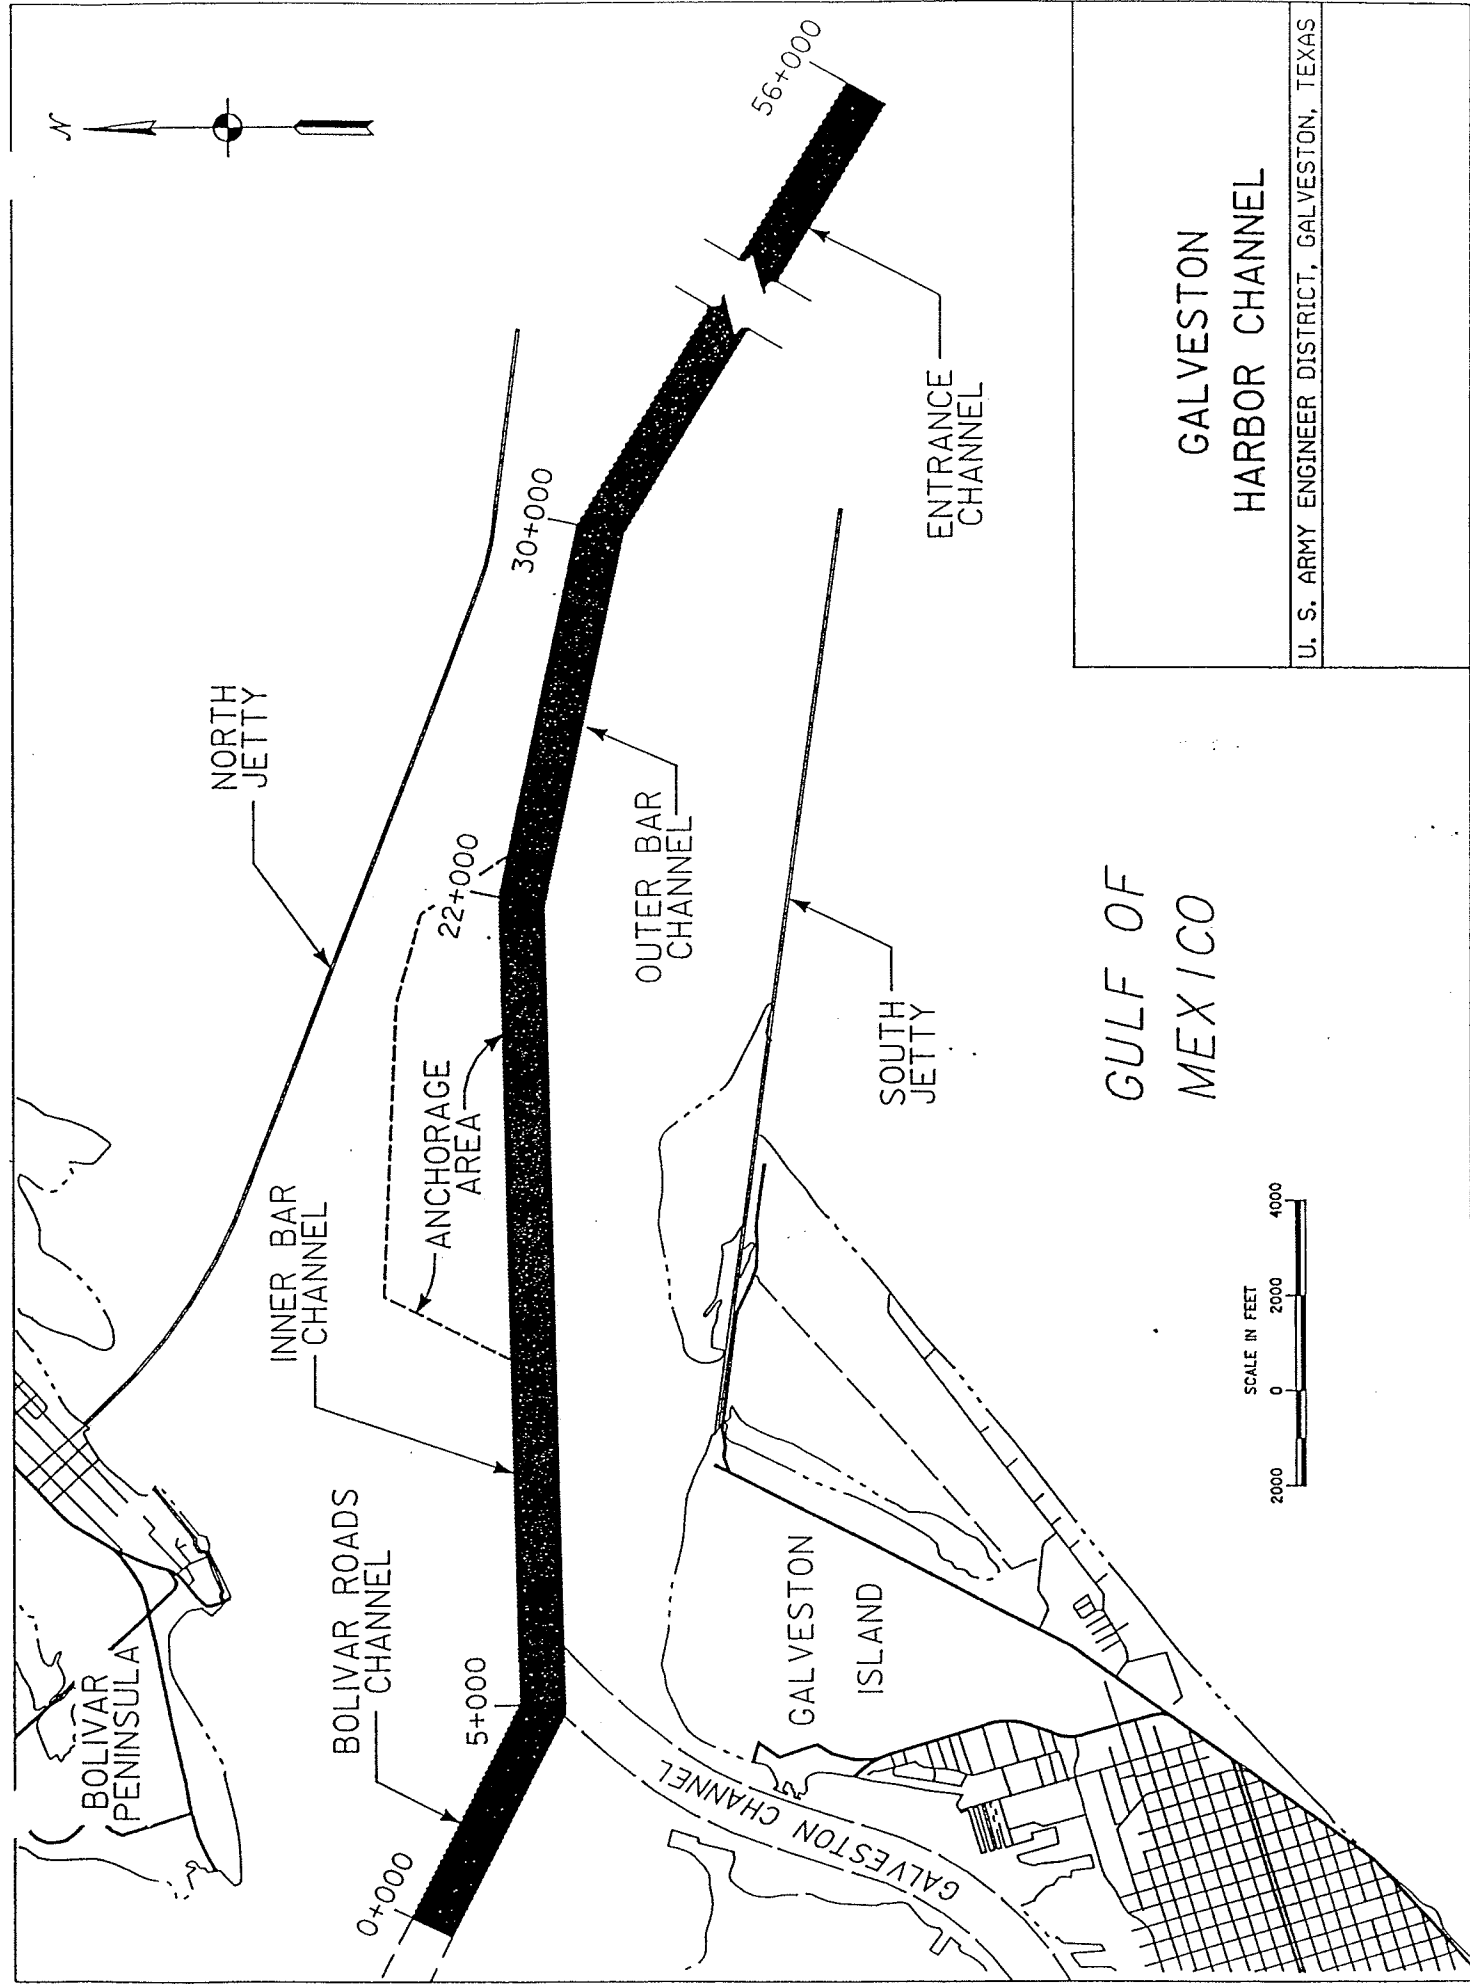 N
BOLIVAR
PENINSULA
NORTH
JETTY
INNER BAR
CHANNEL
BOLIVAR ROADS
CHANNEL
ANCHORAGE
AREA
0+000
5+000
22+000
30+000
56+000
OUTER BAR
CHANNEL
ENTRANCE
CHANNEL
SOUTH
JETTY
GALVESTON CHANNEL
GALVESTON
ISLAND
GULF OF
MEXICO
SCALE IN FEET
2000 0 2000 4000
GALVESTON
HARBOR CHANNEL
U. S. ARMY ENGINEER DISTRICT, GALVESTON, TEXAS